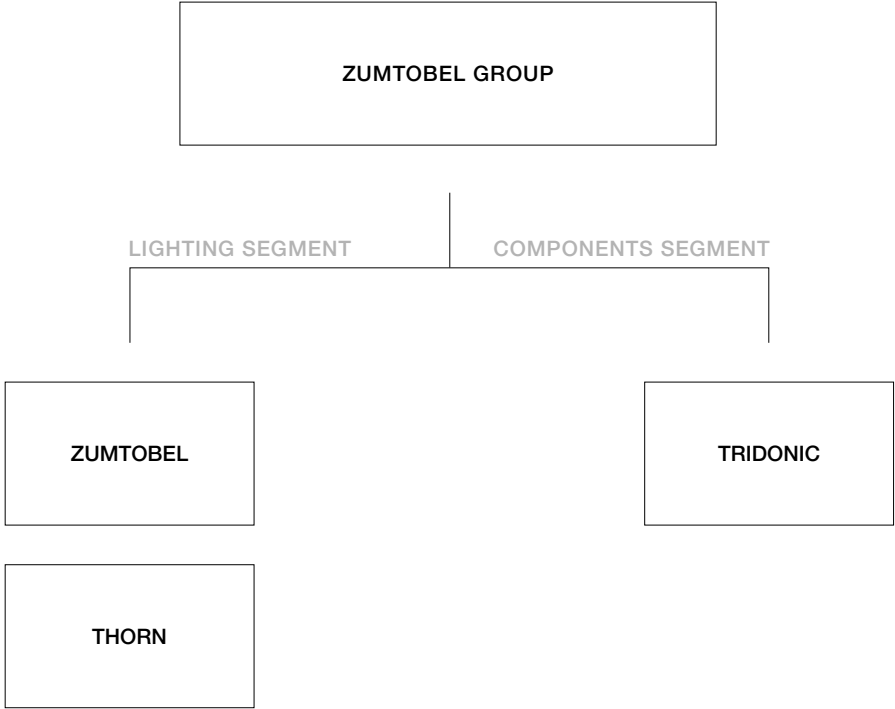 ZUMTOBEL GROUP
LIGHTING SEGMENT
COMPONENTS SEGMENT
ZUMTOBEL
TRIDONIC
THORN